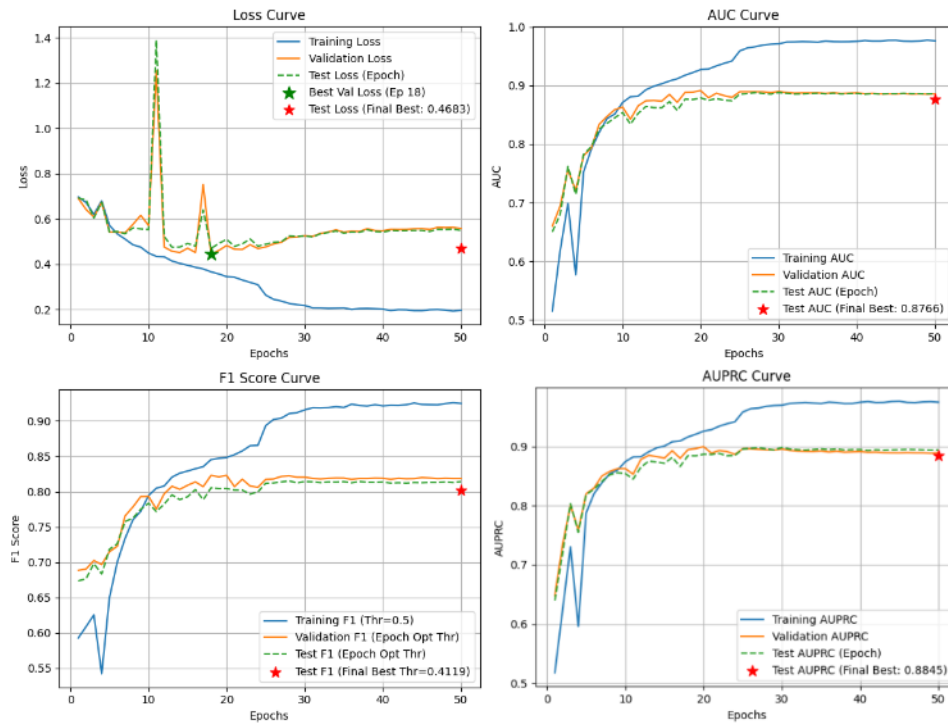 Loss Curve
1.4
1.2
1.0
0.8
0.6
0.4
0.2
Loss
0
10
20
30
40
50
Epochs
Training Loss
Validation Loss
Test Loss (Epoch)
Best Val Loss (Ep 18)
Test Loss (Final Best: 0.4683)
AUC Curve
1.0
0.9
0.8
0.7
0.6
0.5
AUC
0
10
20
30
40
50
Epochs
Training AUC
Validation AUC
Test AUC (Epoch)
Test AUC (Final Best: 0.8766)
F1 Score Curve
0.90
0.85
0.80
0.75
0.70
0.65
0.60
0.55
F1 Score
0
10
20
30
40
50
Epochs
Training F1 (Thr=0.5)
Validation F1 (Epoch Opt Thr)
Test F1 (Epoch Opt Thr)
Test F1 (Final Best Thr=0.4119)
AUPRC Curve
1.0
0.9
0.8
0.7
0.6
0.5
AUPRC
0
10
20
30
40
50
Epochs
Training AUPRC
Validation AUPRC
Test AUPRC (Epoch)
Test AUPRC (Final Best: 0.8845)